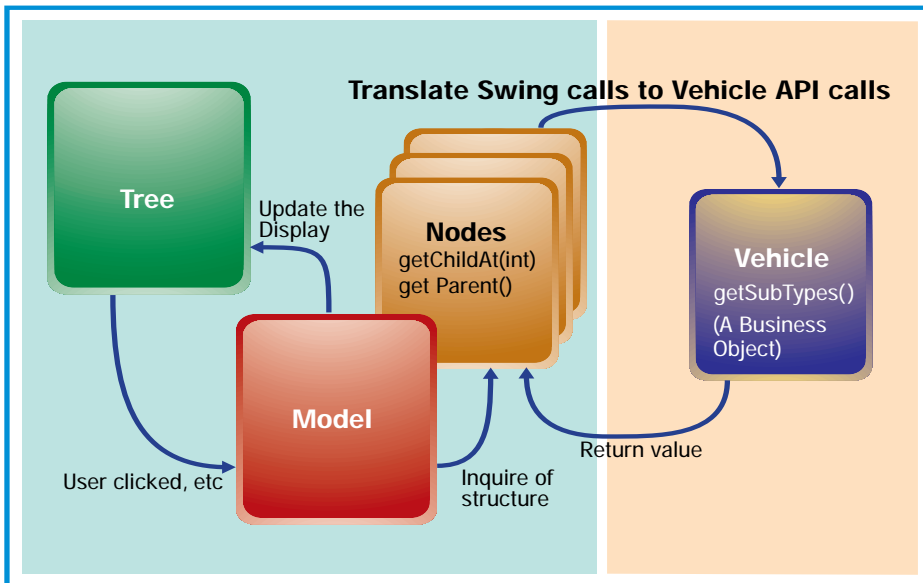 Translate Swing calls to Vehicle API calls
Tree
Update the
Display
Nodes
getChildAt(int)
get Parent()
Vehicle
getSubTypes()
(A Business
Object)
Model
User clicked, etc
Inquire of
structure
Return value